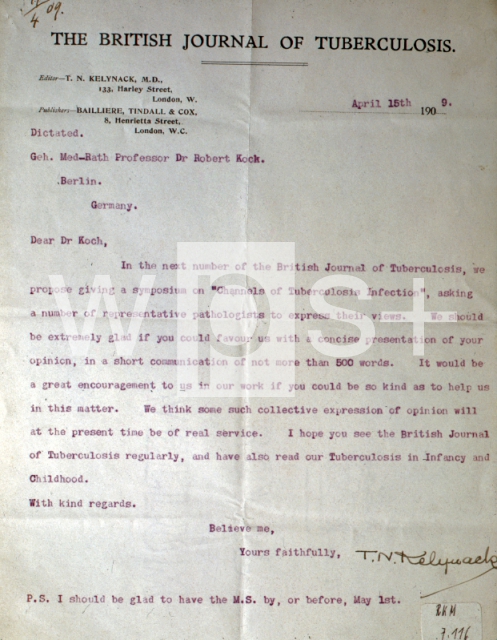 4/09.
THE BRITISH JOURNAL OF TUBERCULOSIS.
Editor—T. N. KELYNACK, M.D.,
133, Harley Street,
London, W.
Publishers—BAILLIERE, TINDALL & COX,
8, Henrietta Street,
London, W.C.
April 15th 1909.
Dictated.
Geh. Med-Rath Professor Dr Robert Kock.
Berlin.
Germany.
Dear Dr Koch,
In the next number of the British Journal of Tuberculosis, we
propose giving a symposium on "Channels of Tuberculosis Infection", asking
a number of representative pathologists to express their views. We should
be extremely glad if you could favour us with a concise presentation of your
opinion, in a short communication of not more than 500 words. It would be
a great encouragement to us in our work if you could be so kind as to help us
in this matter. We think some such collective expression of opinion will
at the present time be of real service. I hope you see the British Journal
of Tuberculosis regularly, and have also read our Tuberculosis in Infancy and
Childhood.
With kind regards.
Believe me,
Yours faithfully, T.N. Kelynack
P.S. I should be glad to have the M.S. by, or before, May 1st.
RKM
3.116
wpst